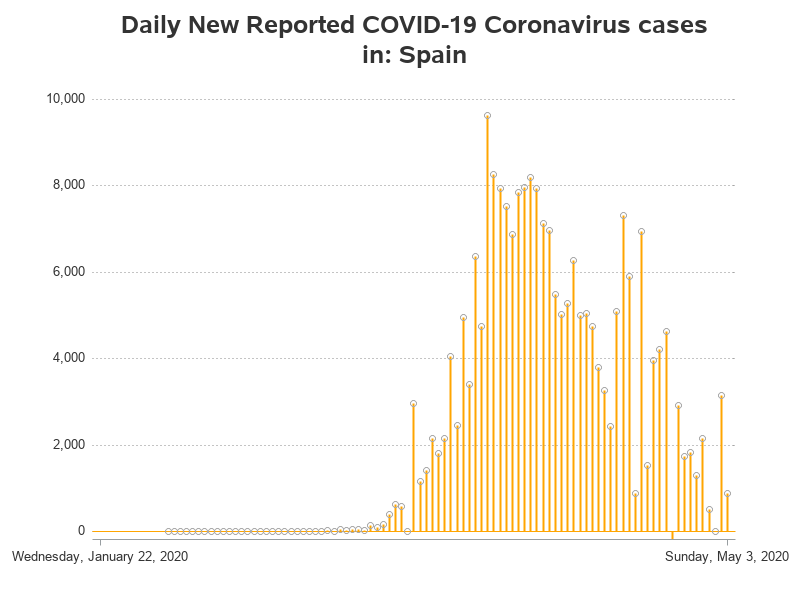 Daily New Reported COVID-19 Coronavirus cases
in: Spain
10,000
8,000
6,000
4,000
2,000
0
Wednesday, January 22, 2020
Sunday, May 3, 2020